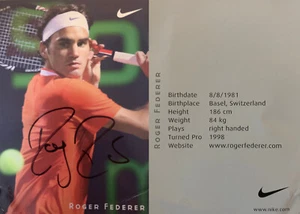 Roger Federer
Roger Federer
Birthdate 8/8/1981
Birthplace Basel, Switzerland
Height 186 cm
Weight 84 kg
Plays right handed
Turned Pro 1998
Website www.rogerfederer.com
www.nike.com